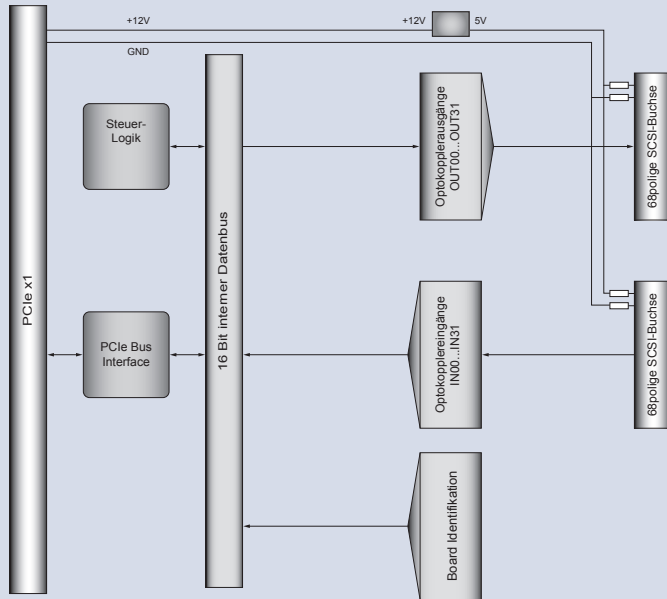 +12V
+12V
5V
GND
Steuer-
Logik
Optokopplerausgänge
OUT00...OUT31
68polige SCSI-Buchse
PCIe x1
16 Bit interner Datenbus
PCIe Bus
Interface
Optokopplereingänge
IN00...IN31
68polige SCSI-Buchse
Board Identifikation